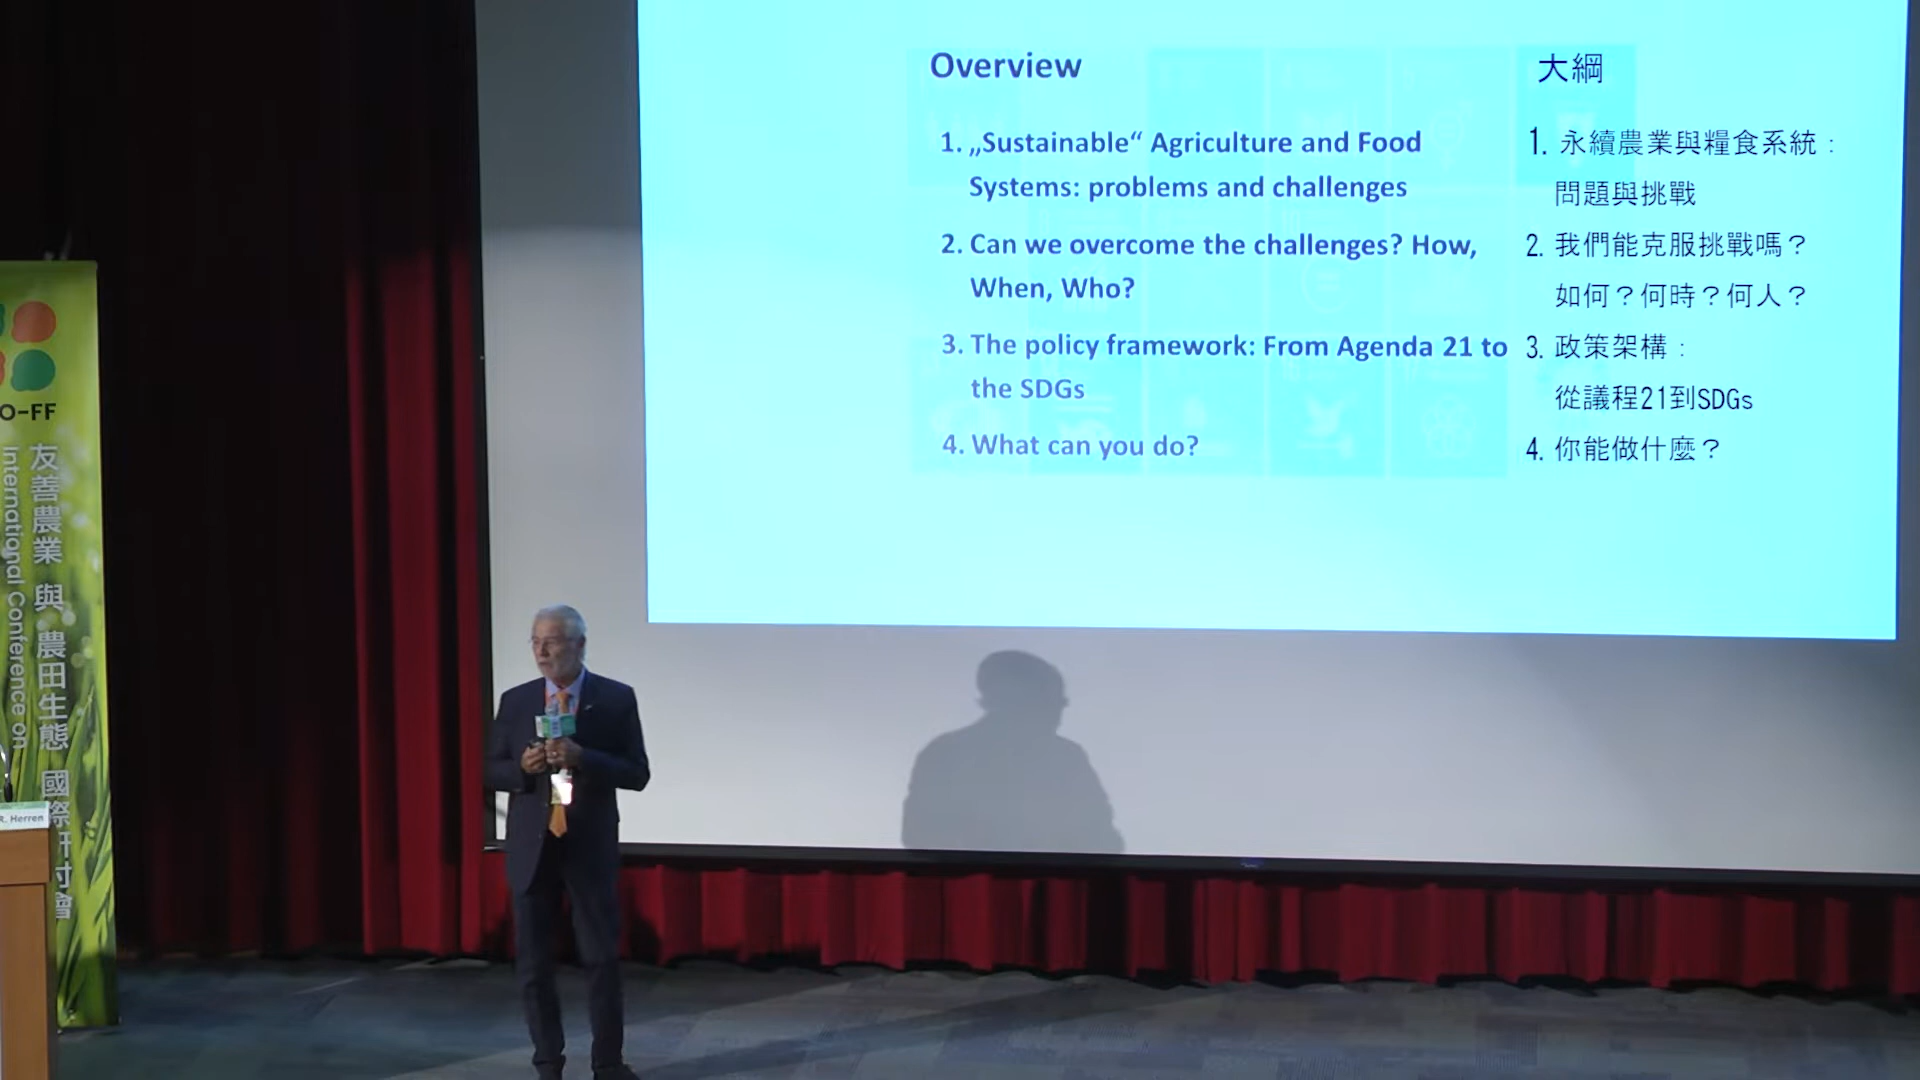 Overview
1. „Sustainable“ Agriculture and Food
Systems: problems and challenges
2. Can we overcome the challenges? How,
When, Who?
3. The policy framework: From Agenda 21 to
the SDGs
4. What can you do?
大綱
1. 永續農業與糧食系統：
問題與挑戰
2. 我們能克服挑戰嗎？
如何？何時？何人？
3. 政策架構：
從議程21到SDGs
4. 你能做什麼？
O-FF
友善農業 與 農田生態 國際研討會
International Conference on
R. Herren